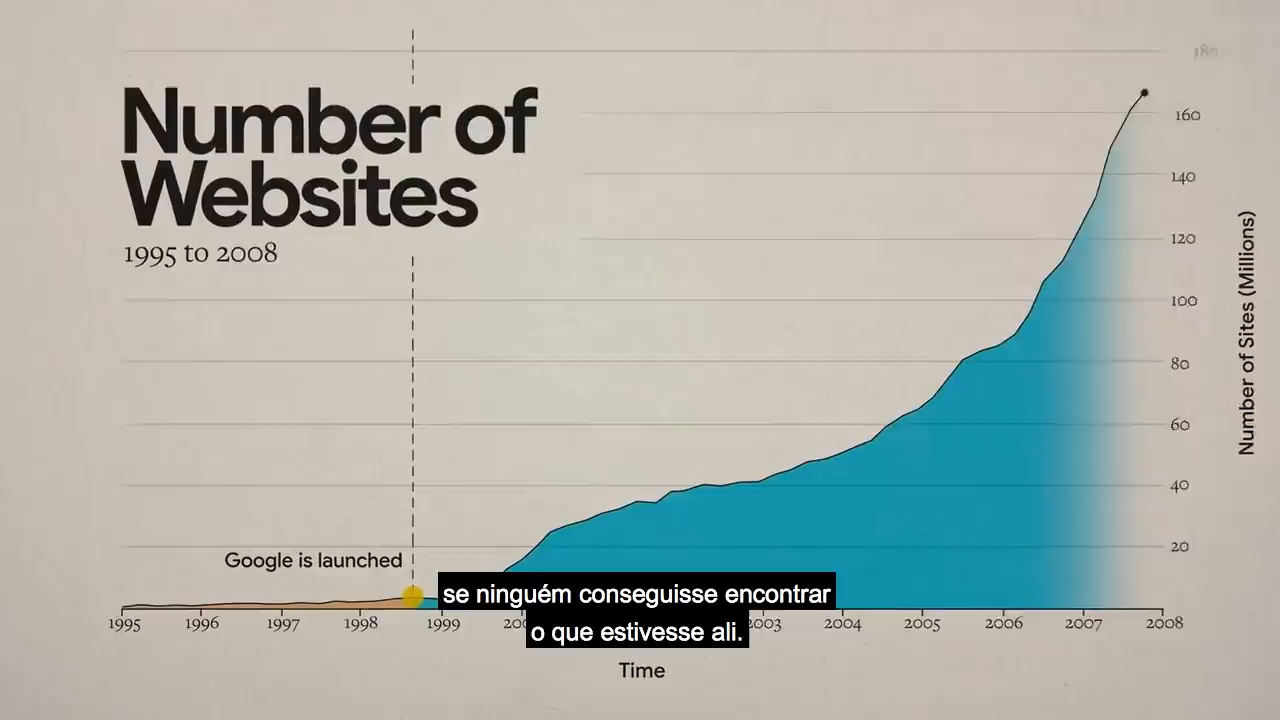 Number of
Websites
1995 to 2008
160
140
120
100
80
60
40
20
Number of Sites (Millions)
Google is launched
se ninguém conseguisse encontrar
o que estivesse ali.
1995 1996 1997 1998 1999 2004 2005 2006 2007 2008
Time